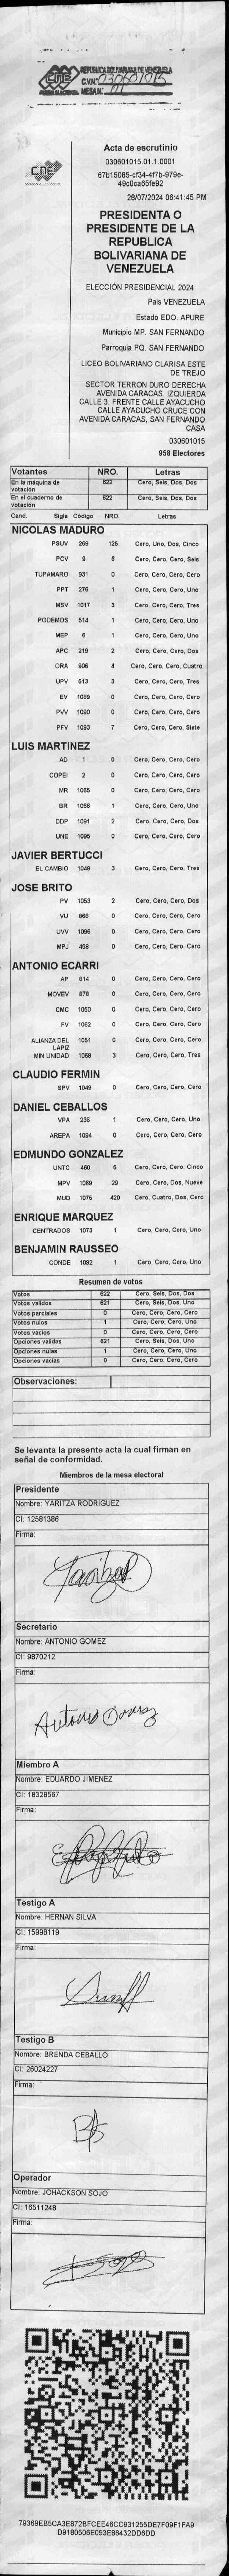 CNE
REPUBLICA BOLIVARIANA DE VENEZUELA
C.V.N° 030601015
MESA N° 01
CNE
Acta de escrutinio
030601015.01.1.0001
67b15085-cf34-4f7b-979e-
49c0ca65fe92
28/07/2024 06:41:45 PM
PRESIDENTA O
PRESIDENTE DE LA
REPUBLICA
BOLIVARIANA DE
VENEZUELA
ELECCIÓN PRESIDENCIAL 2024
País VENEZUELA
Estado EDO. APURE
Municipio MP. SAN FERNANDO
Parroquia PQ. SAN FERNANDO
LICEO BOLIVARIANO CLARISA ESTE
DE TREJO
SECTOR TERRON DURO DERECHA
AVENIDA CARACAS. IZQUIERDA
CALLE 3. FRENTE CALLE AYACUCHO
CALLE AYACUCHO CRUCE CON
AVENIDA CARACAS, SAN FERNANDO
CASA
030601015
958 Electores
Votantes NRO. Letras
En la máquina de votación 622 Cero, Seis, Dos, Dos
En el cuaderno de votación 622 Cero, Seis, Dos, Dos
Cand. Sigla Código NRO. Letras
NICOLAS MADURO
PSUV 269 125 Cero, Uno, Dos, Cinco
PCV 9 6 Cero, Cero, Cero, Seis
TUPAMARO 931 0 Cero, Cero, Cero, Cero
PPT 276 1 Cero, Cero, Cero, Uno
MSV 1017 3 Cero, Cero, Cero, Tres
PODEMOS 514 1 Cero, Cero, Cero, Uno
MEP 6 1 Cero, Cero, Cero, Uno
APC 219 2 Cero, Cero, Cero, Dos
ORA 906 4 Cero, Cero, Cero, Cuatro
UPV 513 3 Cero, Cero, Cero, Tres
EV 1089 0 Cero, Cero, Cero, Cero
PVV 1090 0 Cero, Cero, Cero, Cero
PFV 1093 7 Cero, Cero, Cero, Siete
LUIS MARTINEZ
AD 1 0 Cero, Cero, Cero, Cero
COPEI 2 0 Cero, Cero, Cero, Cero
MR 1065 0 Cero, Cero, Cero, Cero
BR 1066 1 Cero, Cero, Cero, Uno
DDP 1091 2 Cero, Cero, Cero, Dos
UNE 1095 0 Cero, Cero, Cero, Cero
JAVIER BERTUCCI
EL CAMBIO 1048 3 Cero, Cero, Cero, Tres
JOSE BRITO
PV 1053 2 Cero, Cero, Cero, Dos
VU 868 0 Cero, Cero, Cero, Cero
UVV 1096 0 Cero, Cero, Cero, Cero
MPJ 458 0 Cero, Cero, Cero, Cero
ANTONIO ECARRI
AP 814 0 Cero, Cero, Cero, Cero
MOVEV 878 0 Cero, Cero, Cero, Cero
CMC 1050 0 Cero, Cero, Cero, Cero
FV 1062 0 Cero, Cero, Cero, Cero
ALIANZA DEL LAPIZ 1051 0 Cero, Cero, Cero, Cero
MIN UNIDAD 1068 3 Cero, Cero, Cero, Tres
CLAUDIO FERMIN
SPV 1049 0 Cero, Cero, Cero, Cero
DANIEL CEBALLOS
VPA 236 1 Cero, Cero, Cero, Uno
AREPA 1094 0 Cero, Cero, Cero, Cero
EDMUNDO GONZALEZ
UNTC 460 5 Cero, Cero, Cero, Cinco
MPV 1069 29 Cero, Cero, Dos, Nueve
MUD 1075 420 Cero, Cuatro, Dos, Cero
ENRIQUE MARQUEZ
CENTRADOS 1073 1 Cero, Cero, Cero, Uno
BENJAMIN RAUSSEO
CONDE 1092 1 Cero, Cero, Cero, Uno
Resumen de votos
Votos 622 Cero, Seis, Dos, Dos
Votos validos 621 Cero, Seis, Dos, Uno
Votos parciales 0 Cero, Cero, Cero, Cero
Votos nulos 1 Cero, Cero, Cero, Uno
Votos vacios 0 Cero, Cero, Cero, Cero
Opciones validas 621 Cero, Seis, Dos, Uno
Opciones nulas 1 Cero, Cero, Cero, Uno
Opciones vacias 0 Cero, Cero, Cero, Cero
Observaciones:
Se levanta la presente acta la cual firman en
señal de conformidad.
Miembros de la mesa electoral
Presidente
Nombre: YARITZA RODRIGUEZ
CI: 12581386
Firma:
Secretario
Nombre: ANTONIO GOMEZ
CI: 9870212
Firma:
Antonio Gomez
Miembro A
Nombre: EDUARDO JIMENEZ
CI: 18328567
Firma:
Testigo A
Nombre: HERNAN SILVA
CI: 15998119
Firma:
Testigo B
Nombre: BRENDA CEBALLO
CI: 26024227
Firma:
Operador
Nombre: JOHACKSON SOJO
CI: 16511248
Firma:
79369EB5CA3E872BFCEE46CC931255DE7F09F1FA9
D9180506E053E86432DD6DD